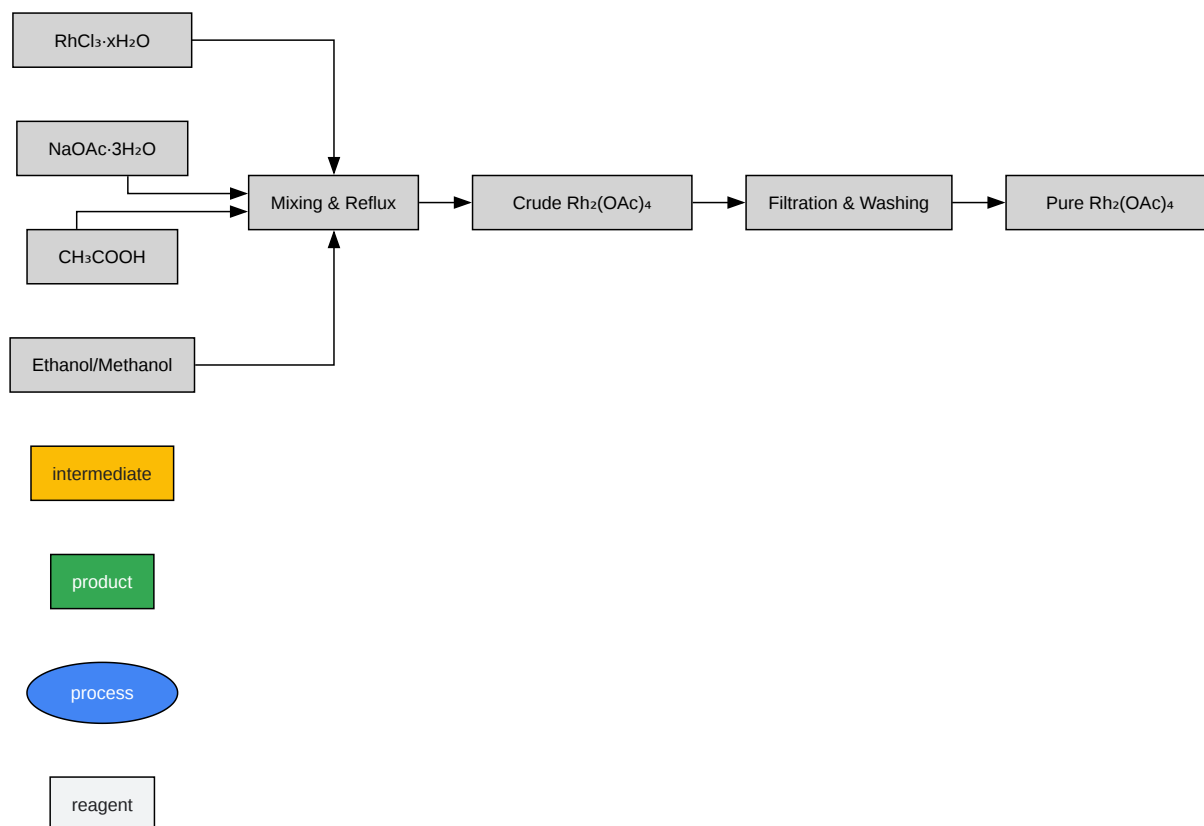 RhCl₃·xH₂O
NaOAc·3H₂O
CH₃COOH
Ethanol/Methanol
Mixing & Reflux
Crude Rh₂(OAc)₄
Filtration & Washing
Pure Rh₂(OAc)₄
intermediate
product
process
reagent